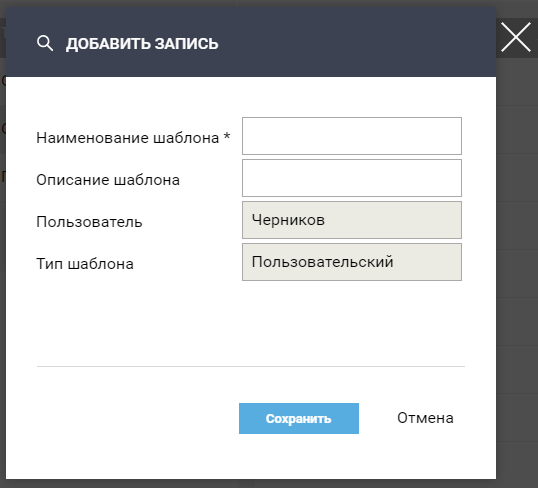 ДОБАВИТЬ ЗАПИСЬ
Наименование шаблона *
Описание шаблона
Пользователь Черников
Тип шаблона Пользовательский
Сохранить Отмена